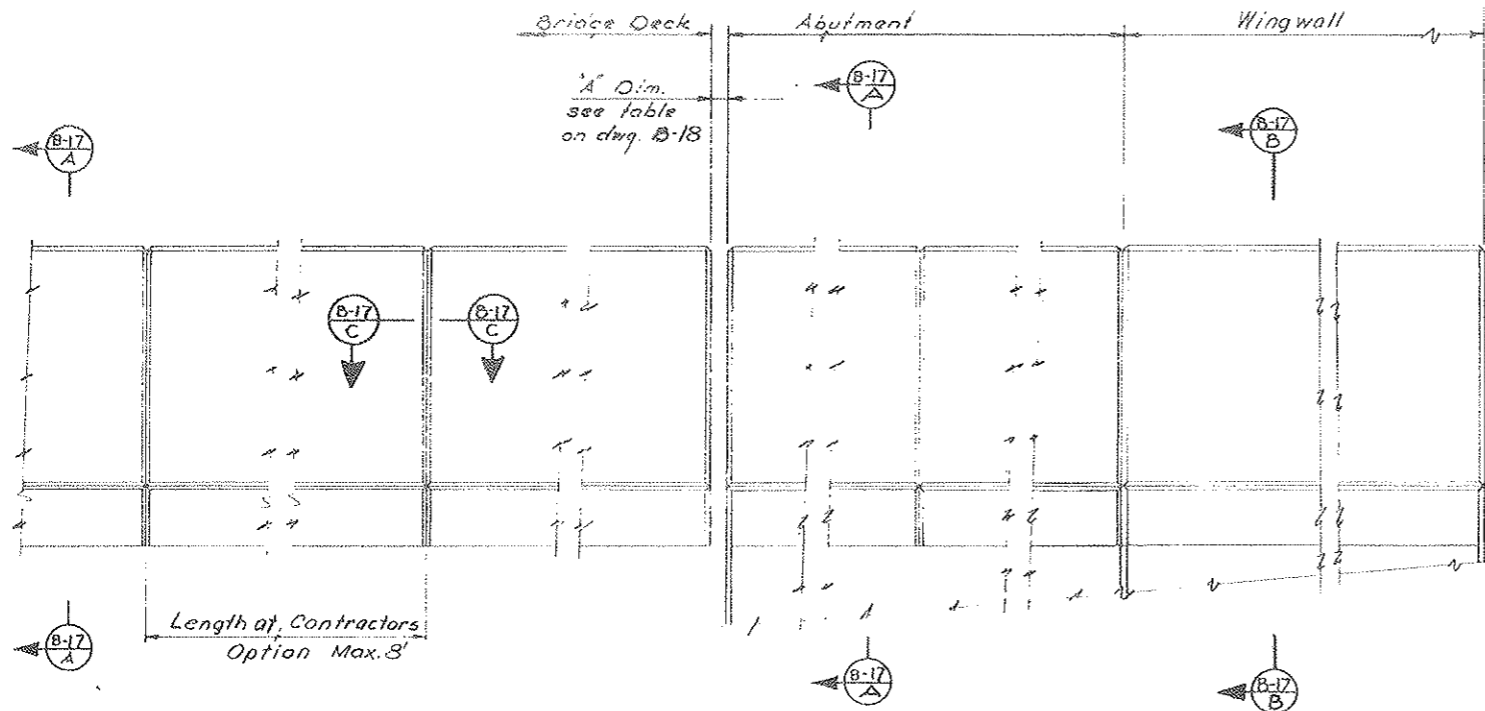 Bridge Deck
Abutment
Wingwall
"A" Dim.
see table
on dwg. B-18
B-17
A
B-17
A
B-17
B
B-17
C
B-17
C
Length at Contractors
Option Max. 8'
B-17
A
B-17
A
B-17
B